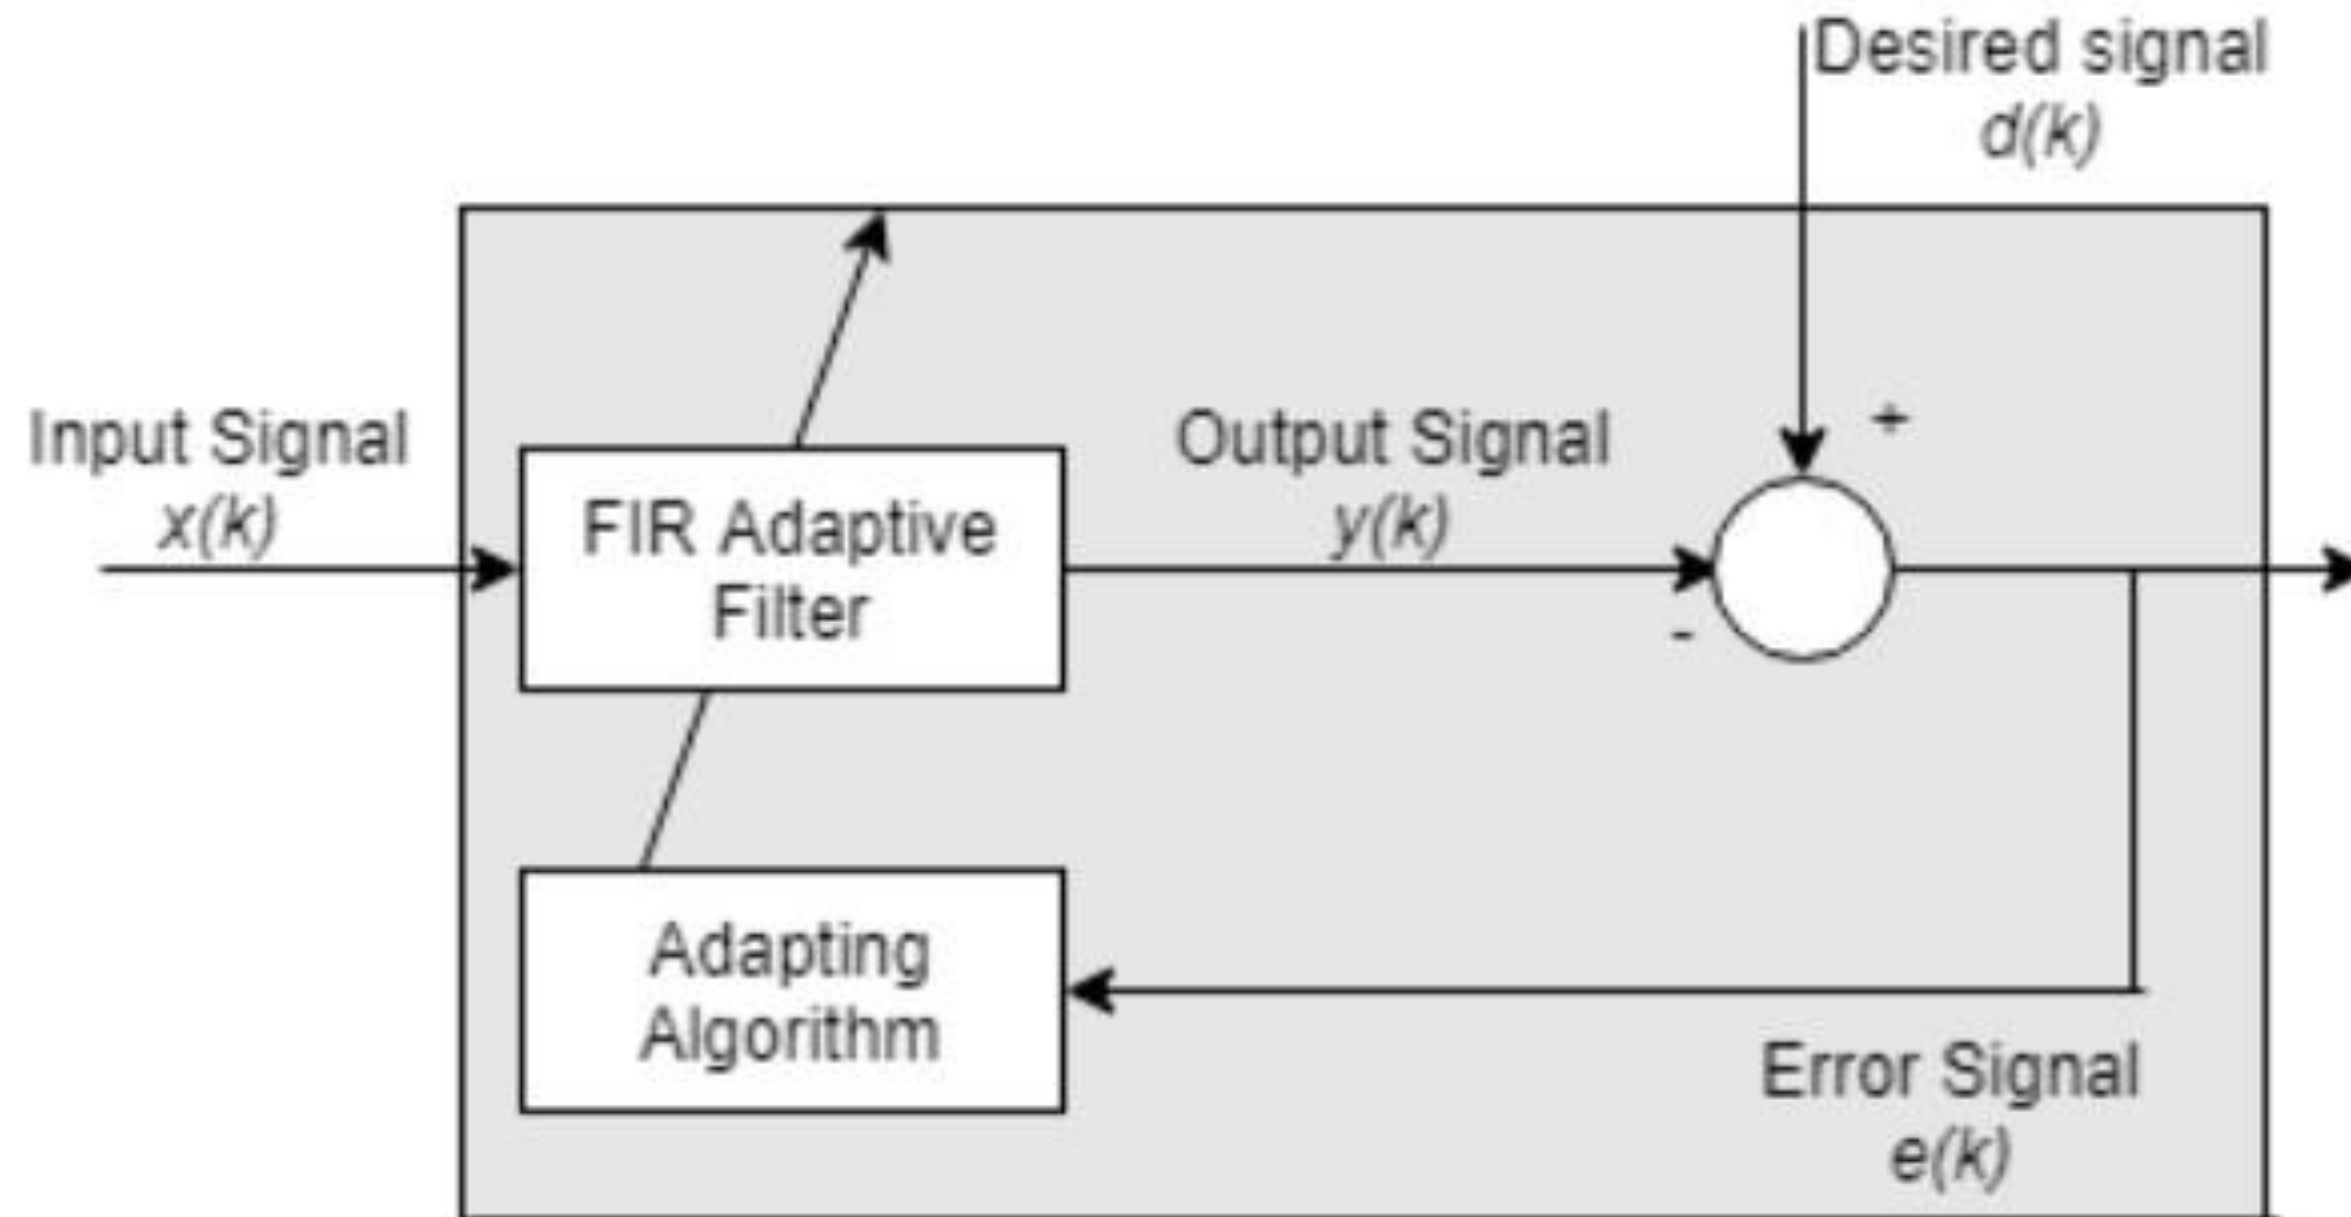 Desired signal
d(k)
+
Input Signal
x(k)
FIR Adaptive
Filter
Output Signal
y(k)
-
Adapting
Algorithm
Error Signal
e(k)